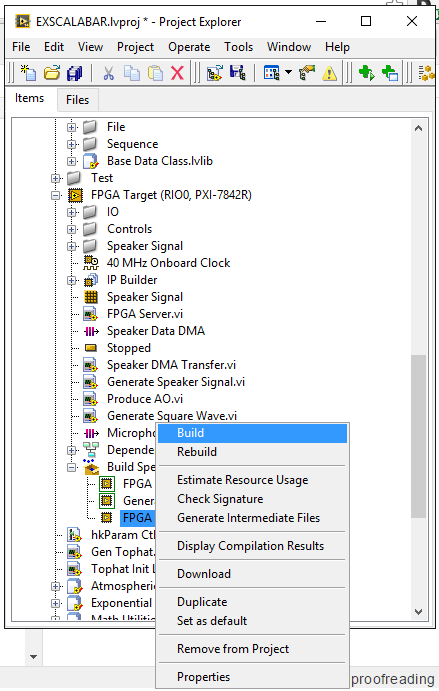 EXSCALABAR.lvproj * - Project Explorer
File Edit View Project Operate Tools Window Help
Items Files
File
Sequence
Base Data Class.lvlib
Test
FPGA Target (RIO0, PXI-7842R)
IO
Controls
Speaker Signal
40 MHz Onboard Clock
IP Builder
Speaker Signal
FPGA Server.vi
Speaker Data DMA
Stopped
Speaker DMA Transfer.vi
Generate Speaker Signal.vi
Produce AO.vi
Generate Square Wave.vi
Micropho
Depende
Build Spe
FPGA
Gener
FPGA
hkParam Ctl
Gen Tophat.
Tophat Init L
Atmospheric
Exponential
Math Utilitie
Build
Rebuild
Estimate Resource Usage
Check Signature
Generate Intermediate Files
Display Compilation Results
Download
Duplicate
Set as default
Remove from Project
Properties
proofreading